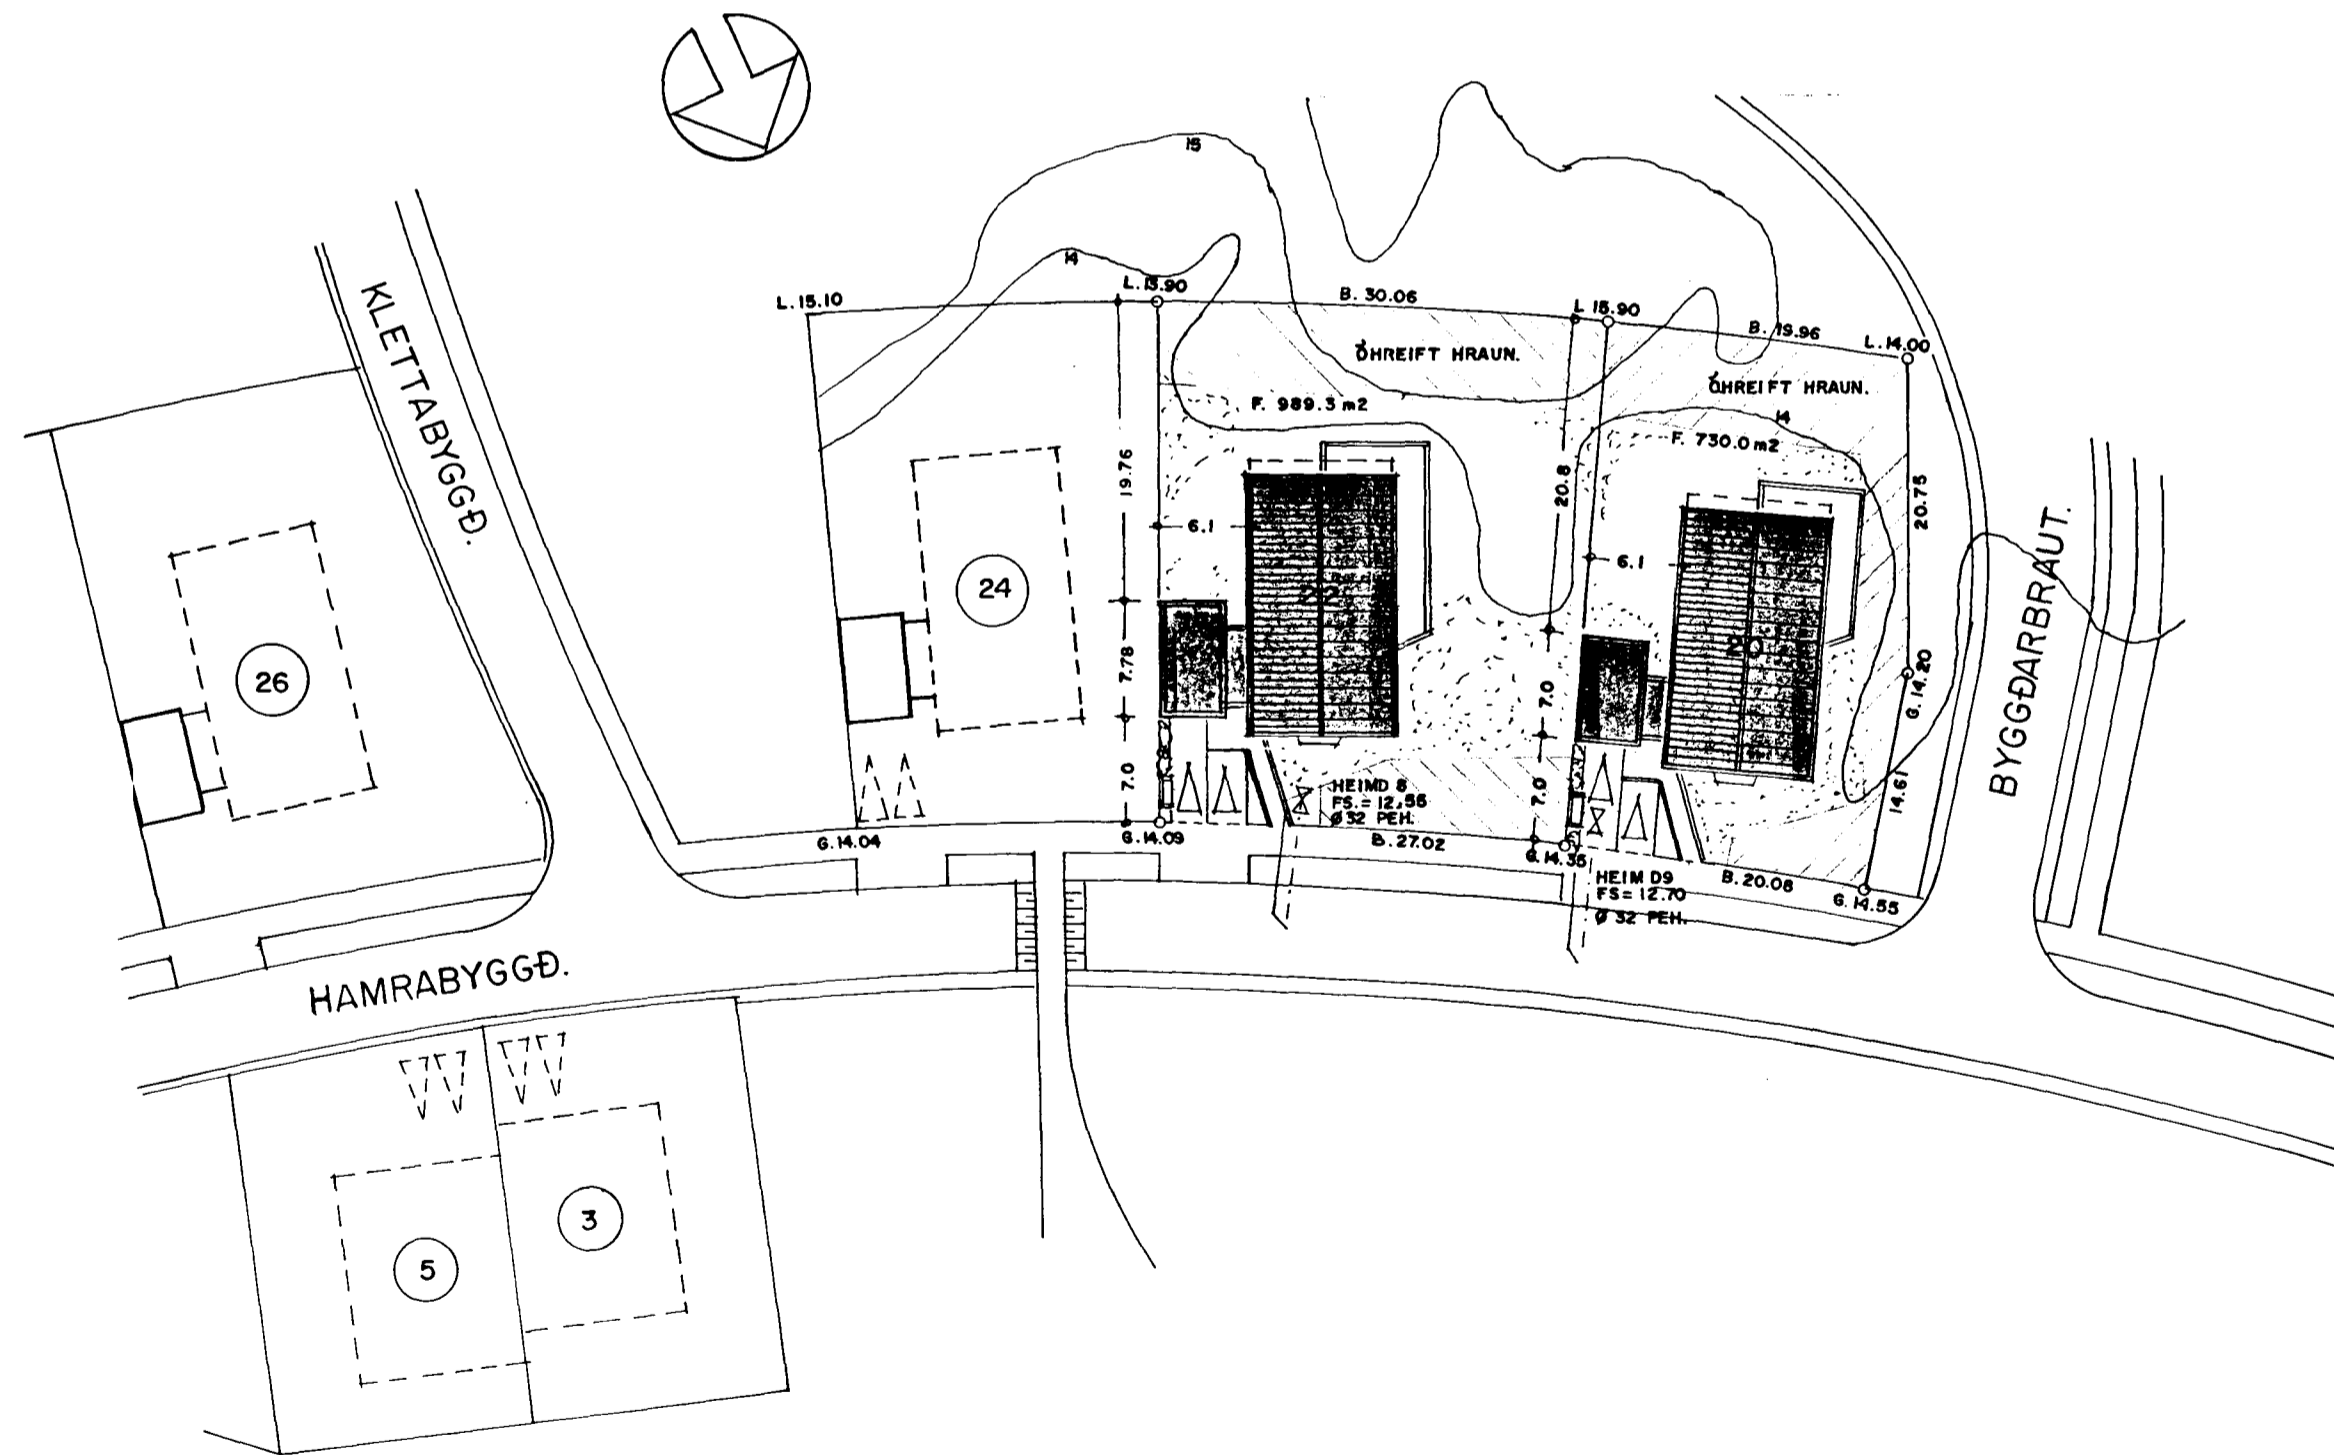 15
14
L. 15.10
L. 13.90
B. 30.06
L 15.90
B. 19.96
L. 14.00
ÓHREIFT HRAUN.
ÓHREIFT HRAUN.
F. 989.3 m2
14
F. 730.0 m2
KLETTABYGGÐ.
19.76
20.8
20.75
6.1
6.1
24
22
20
26
7.78
7.0
G. 14.20
BYGGÐARBRAUT.
7.0
7.0
14.61
HEIMD 8
FS. = 12.56
Ø 32 PEH.
G. 14.04
G. 14.09
B. 27.02
G. 14.35
HEIM D9
FS = 12.70
Ø 32 PEH.
B. 20.08
G. 14.55
HAMRABYGGÐ.
3
5